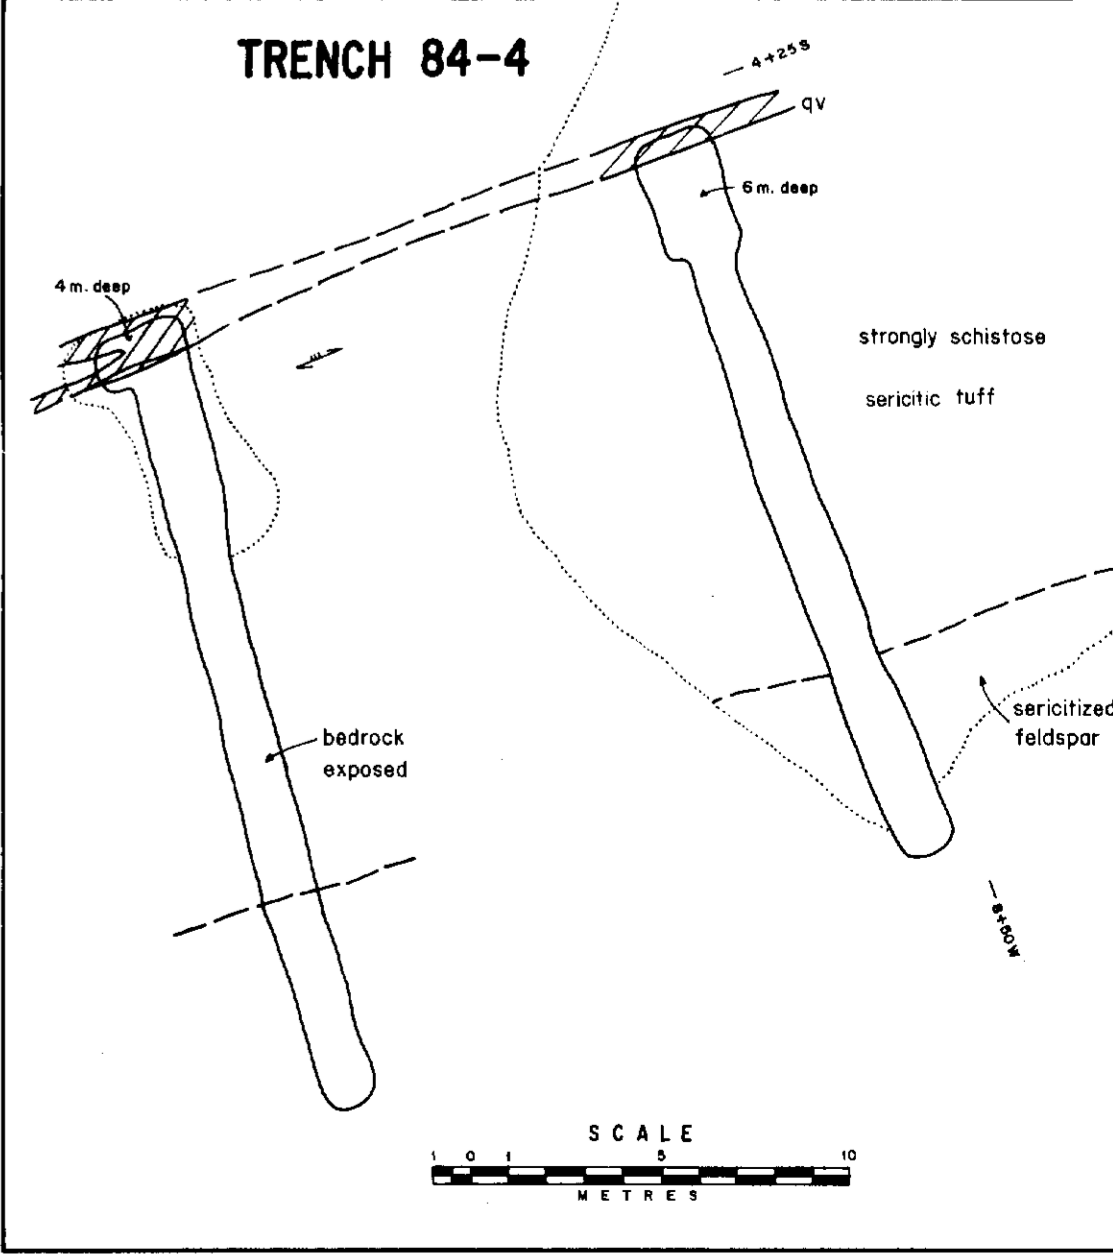 TRENCH 84-4
4+25S
qv
6 m. deep
4 m. deep
strongly schistose
sericitic tuff
sericitized
feldspar
bedrock
exposed
8+50W
SCALE
1 0 1 5 10
METRES